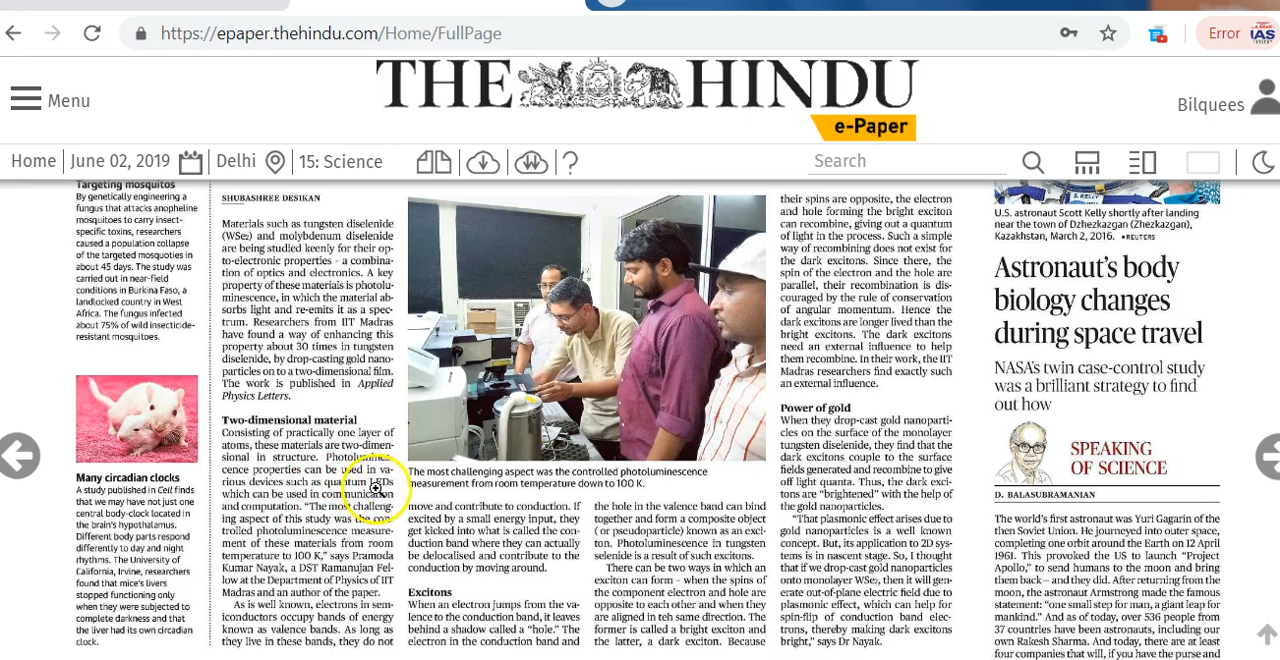 https://epaper.thehindu.com/Home/FullPage
Error
IAS
Menu
THE HINDU
e-Paper
Bilquees
Home
June 02, 2019
Delhi
15: Science
Search
Targeting mosquitos
By genetically engineering a
fungus that attacks anopheline
mosquitoes to carry insect-
specific toxins, researchers
caused a population collapse
of the targeted mosquitoes in
about 45 days. The study was
carried out in near-field
conditions in Burkina Faso, a
landlocked country in West
Africa. The fungus infected
about 75% of wild insecticide-
resistant mosquitoes.
Many circadian clocks
A study published in Cell finds
that we may have not just one
central body-clock located in
the brain's hypothalamus.
Different body parts respond
differently to day and night
rhythms. The University of
California, Irvine, researchers
found that mice's livers
stopped functioning only
when they were subjected to
complete darkness and that
the liver had its own circadian
clock.
SHUBASHREE DESIKAN
Materials such as tungsten diselenide
(WSe₂) and molybdenum diselenide
are being studied keenly for their op-
to-electronic properties – a combina-
tion of optics and electronics. A key
property of these materials is photolu-
minescence, in which the material ab-
sorbs light and re-emits it as a spec-
trum. Researchers from IIT Madras
have found a way of enhancing this
property about 30 times in tungsten
diselenide, by drop-casting gold nano-
particles on to a two-dimensional film.
The work is published in Applied
Physics Letters.
Two-dimensional material
Consisting of practically one layer of
atoms, these materials are two-dimen-
sional in structure. Photolumines-
cence properties can be used in va-
rious devices such as quantum LEDs
which can be used in communication
and computation. "The most challeng-
ing aspect of this study was the con-
trolled photoluminescence measure-
ment of these materials from room
temperature to 100 K," says Pramoda
Kumar Nayak, a DST Ramanujan Fel-
low at the Department of Physics of IIT
Madras and an author of the paper.
As is well known, electrons in sem-
iconductors occupy bands of energy
known as valence bands. As long as
they live in these bands, they do not
The most challenging aspect was the controlled photoluminescence
measurement from room temperature down to 100 K.
move and contribute to conduction. If
excited by a small energy input, they
get kicked into what is called the con-
duction band where they can actually
be delocalised and contribute to the
conduction by moving around.
Excitons
When an electron jumps from the va-
lence to the conduction band, it leaves
behind a shadow called a "hole." The
electron in the conduction band and
the hole in the valence band can bind
together and form a composite object
(or pseudoparticle) known as an exci-
ton. Photoluminescence in tungsten
selenide is a result of such excitons.
There can be two ways in which an
exciton can form - when the spins of
the component electron and hole are
opposite to each other and when they
are aligned in teh same direction. The
former is called a bright exciton and
the latter, a dark exciton. Because
their spins are opposite, the electron
and hole forming the bright exciton
can recombine, giving out a quantum
of light in the process. Such a simple
way of recombining does not exist for
the dark excitons. Since there, the
spin of the electron and the hole are
parallel, their recombination is dis-
couraged by the rule of conservation
of angular momentum. Hence the
dark excitons are longer lived than the
bright excitons. The dark excitons
need an external influence to help
them recombine. In their work, the IIT
Madras researchers find exactly such
an external influence.
Power of gold
When they drop-cast gold nanoparti-
cles on the surface of the monolayer
tungsten diselenide, they find that the
dark excitons couple to the surface
fields generated and recombine to give
off light quanta. Thus, the dark exci-
tons are "brightened" with the help of
the gold nanoparticles.
"That plasmonic effect arises due to
gold nanoparticles is a well known
concept. But, its application to 2D sys-
tems is in nascent stage. So, I thought
that if we drop-cast gold nanoparticles
onto monolayer WSe₂, then it will gen-
erate out-of-plane electric field due to
plasmonic effect, which can help for
spin-flip of conduction band elec-
trons, thereby making dark excitons
bright," says Dr Nayak.
U.S. astronaut Scott Kelly shortly after landing
near the town of Dzhezkazgan (Zhezkazgan),
Kazakhstan, March 2, 2016. •REUTERS
Astronaut's body
biology changes
during space travel
NASA's twin case-control study
was a brilliant strategy to find
out how
SPEAKING
OF SCIENCE
D. BALASUBRAMANIAN
The world's first astronaut was Yuri Gagarin of the
then Soviet Union. He journeyed into outer space,
completing one orbit around the Earth on 12 April
1961. This provoked the US to launch "Project
Apollo," to send humans to the moon and bring
them back – and they did. After returning from the
moon, the astronaut Armstrong made the famous
statement: "one small step for man, a giant leap for
mankind." And as of today, over 536 people from
37 countries have been astronauts, including our
own Rakesh Sharma. And today, there are at least
four companies that will, if you have the purse and